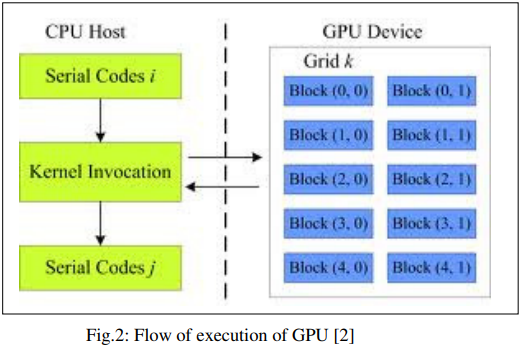 CPU Host
GPU Device
Serial Codes i
Kernel Invocation
Serial Codes j
Grid k
Block (0, 0) Block (0, 1)
Block (1, 0) Block (1, 1)
Block (2, 0) Block (2, 1)
Block (3, 0) Block (3, 1)
Block (4, 0) Block (4, 1)
Fig.2: Flow of execution of GPU [2]